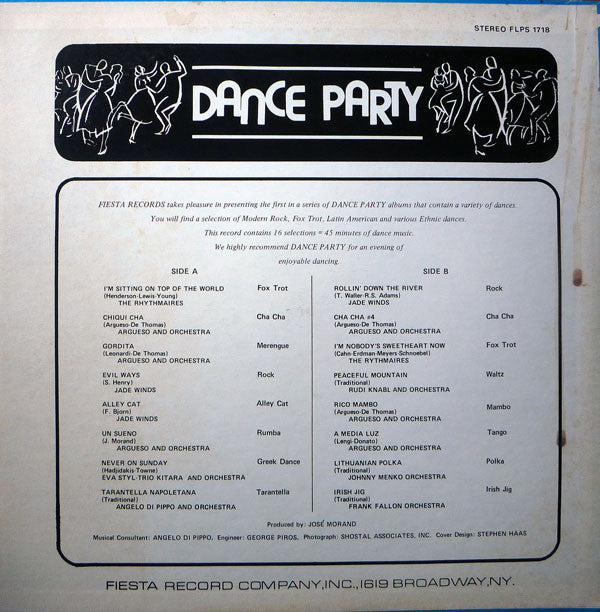 STEREO FLPS 1718
DANCE PARTY
FIESTA RECORDS takes pleasure in presenting the first in a series of DANCE PARTY albums that contain a variety of dances.
You will find a selection of Modern Rock, Fox Trot, Latin American and various Ethnic dances.
This record contains 16 selections = 45 minutes of dance music.
We highly recommend DANCE PARTY for an evening of
enjoyable dancing.
SIDE A
I'M SITTING ON TOP OF THE WORLD Fox Trot
(Henderson-Lewis-Young)
THE RHYTHMAIRES
CHIQUI CHA Cha Cha
(Argueso-De Thomas)
ARGUESO AND ORCHESTRA
GORDITA Merengue
(Leonardi-De Thomas)
ARGUESO AND ORCHESTRA
EVIL WAYS Rock
(S. Henry)
JADE WINDS
ALLEY CAT Alley Cat
(F. Bjorn)
JADE WINDS
UN SUENO Rumba
(J. Morand)
ARGUESO AND ORCHESTRA
NEVER ON SUNDAY Greek Dance
(Hadjidakis-Towne)
EVA STYL-TRIO KITARA AND ORCHESTRA
TARANTELLA NAPOLETANA Tarantella
(Traditional)
ANGELO DI PIPPO AND ORCHESTRA
SIDE B
ROLLIN' DOWN THE RIVER Rock
(T. Waller-R.S. Adams)
JADE WINDS
CHA CHA #4 Cha Cha
(Argueso-De Thomas)
ARGUESO AND ORCHESTRA
I'M NOBODY'S SWEETHEART NOW Fox Trot
(Cahn-Erdman-Meyers-Schnoebel)
THE RYTHMAIRES
PEACEFUL MOUNTAIN Waltz
(Traditional)
RUDI KNABL AND ORCHESTRA
RICO MAMBO Mambo
(Argueso-De Thomas)
ARGUESO AND ORCHESTRA
A MEDIA LUZ Tango
(Lengi-Donato)
ARGUESO AND ORCHESTRA
LITHUANIAN POLKA Polka
(Traditional)
JOHNNY MENKO ORCHESTRA
IRISH JIG Irish Jig
(Traditional)
FRANK FALLON ORCHESTRA
Produced by: JOSÉ MORAND
Musical Consultant: ANGELO DI PIPPO, Engineer: GEORGE PIROS, Photograph: SHOSTAL ASSOCIATES, INC. Cover Design: STEPHEN HAAS
FIESTA RECORD COMPANY,INC.,1619 BROADWAY,NY.